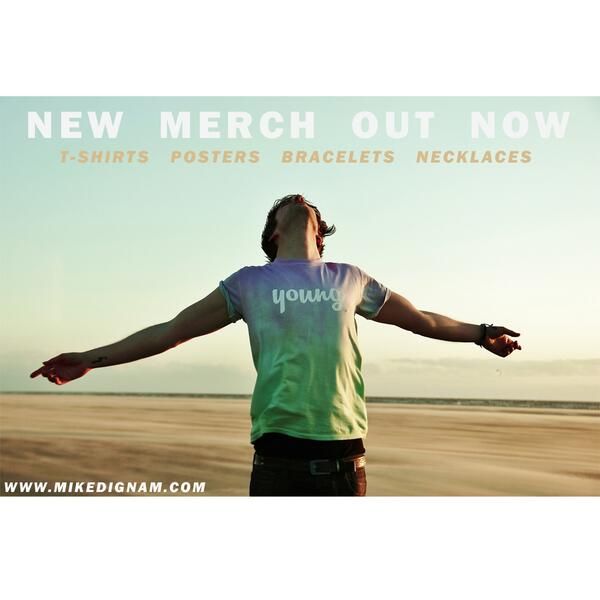 NEW MERCH OUT NOW
T-SHIRTS POSTERS BRACELETS NECKLACES
young
WWW.MIKEDIGNAM.COM